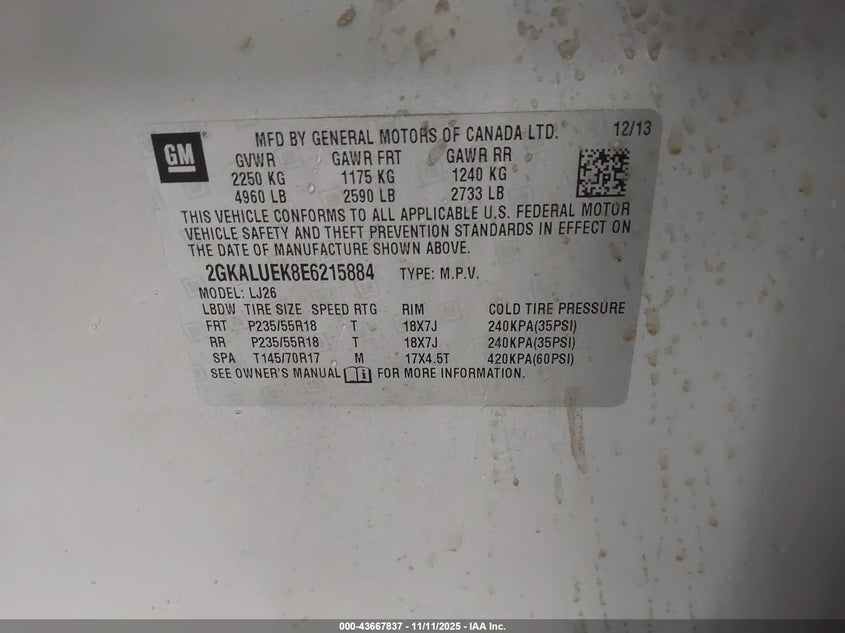 GM
MFD BY GENERAL MOTORS OF CANADA LTD. 12/13
GVWR GAWR FRT GAWR RR
2250 KG 1175 KG 1240 KG
4960 LB 2590 LB 2733 LB
THIS VEHICLE CONFORMS TO ALL APPLICABLE U.S. FEDERAL MOTOR
VEHICLE SAFETY AND THEFT PREVENTION STANDARDS IN EFFECT ON
THE DATE OF MANUFACTURE SHOWN ABOVE.
2GKALUEK8E6215884 TYPE: M.P.V.
MODEL: LJ26
LBDW TIRE SIZE SPEED RTG RIM COLD TIRE PRESSURE
FRT P235/55R18 T 18X7J 240KPA(35PSI)
RR P235/55R18 T 18X7J 240KPA(35PSI)
SPA T145/70R17 M 17X4.5T 420KPA(60PSI)
SEE OWNER'S MANUAL i FOR MORE INFORMATION.
000-43667837 - 11/11/2025 - IAA Inc.